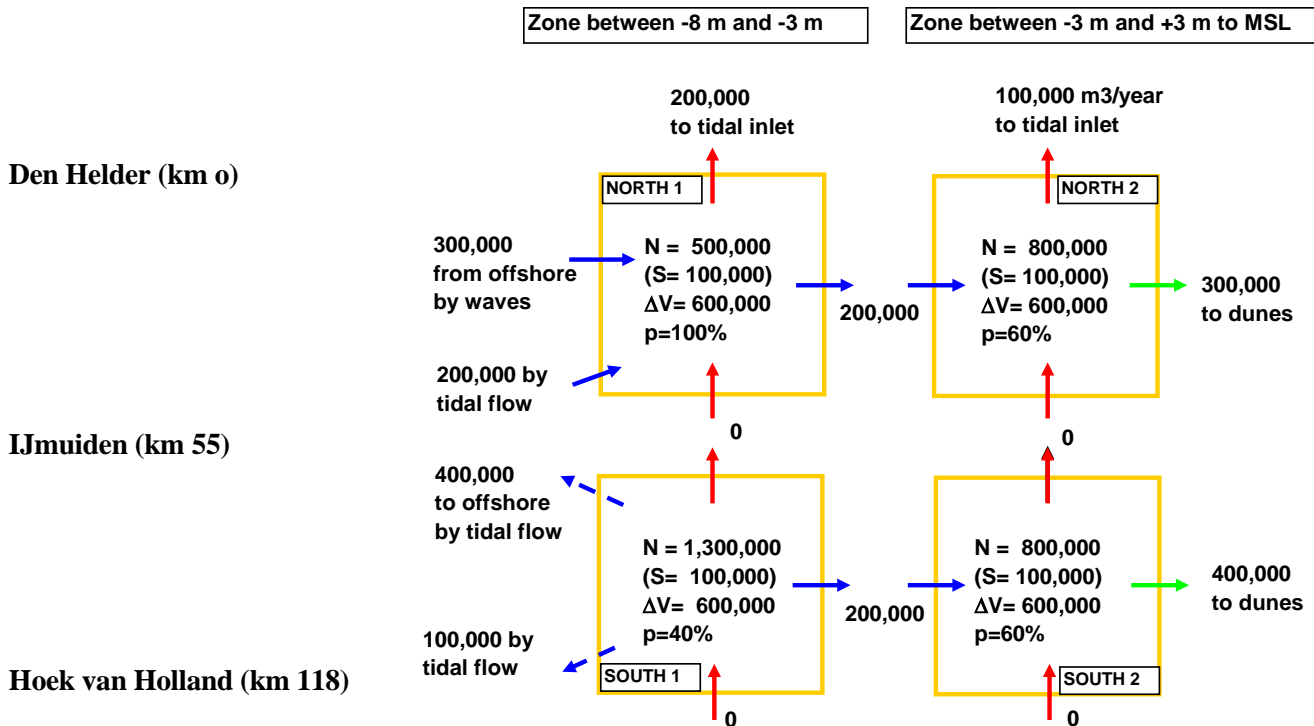 Zone between -8 m and -3 m
Zone between -3 m and +3 m to MSL
200,000
to tidal inlet
100,000 m3/year
to tidal inlet
Den Helder (km o)
NORTH 1
NORTH 2
300,000
from offshore
by waves
N = 500,000
(S= 100,000)
ΔV= 600,000
p=100%
200,000
N = 800,000
(S= 100,000)
ΔV= 600,000
p=60%
300,000
to dunes
200,000 by
tidal flow
0
0
IJmuiden (km 55)
400,000
to offshore
by tidal flow
N = 1,300,000
(S= 100,000)
ΔV= 600,000
p=40%
200,000
N = 800,000
(S= 100,000)
ΔV= 600,000
p=60%
400,000
to dunes
100,000 by
tidal flow
Hoek van Holland (km 118)
SOUTH 1
SOUTH 2
0
0